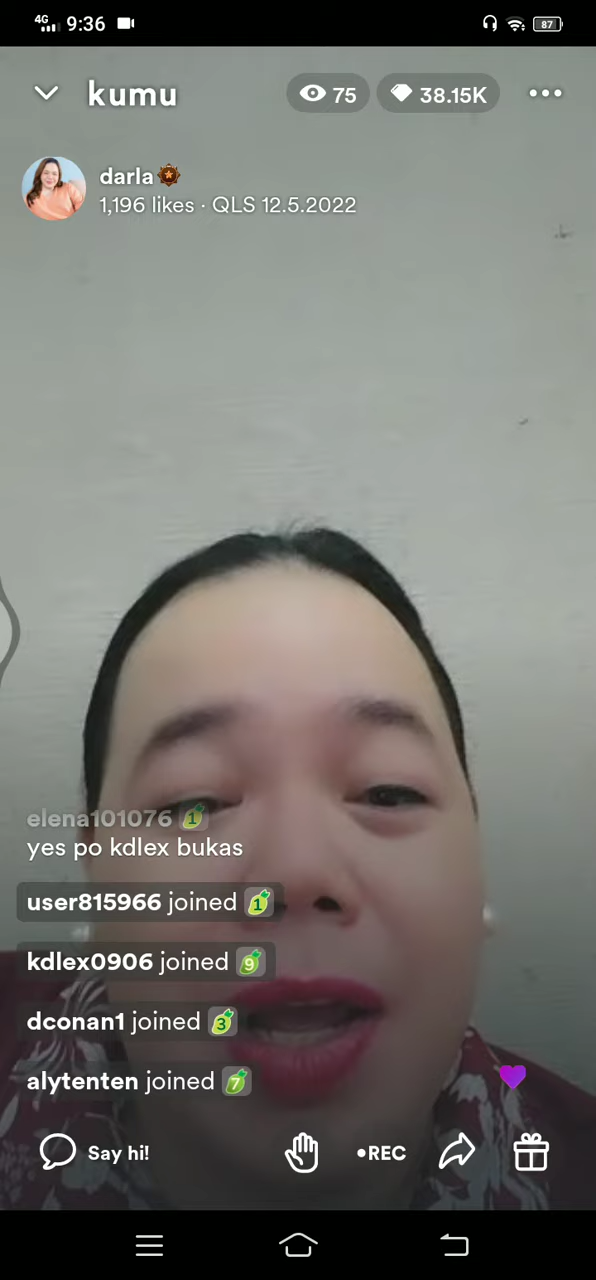 4G 9:36 87
kumu 75 38.15K
darla
1,196 likes · QLS 12.5.2022
elena101076 1
yes po kdlex bukas
user815966 joined 1
kdlex0906 joined 9
dconan1 joined 3
alytenten joined 7
Say hi! •REC